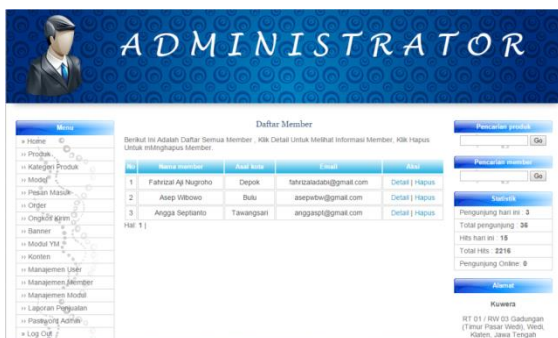 ADMINISTRATOR
Menu
» Home
» Produk
» Kategori Produk
» Model
» Pesan Masuk
» Order
» Ongkos Kirim
» Banner
» Modul YM
» Konten
» Manajemen User
» Manajemen Member
» Manajemen Modul
» Laporan Penjualan
» Password Admin
» Log Out
Daftar Member
Berikut Ini Adalah Daftar Semua Member , Klik Detail Untuk Melihat Informasi Member, Klik Hapus
Untuk mMinghapus Member.
No Nama member Asal kota Email Aksi
1 Fahrizal Aji Nugroho Depok fahrizaladabi@gmail.com Detail | Hapus
2 Asep Wibowo Bulu asepwbw@gmail.com Detail | Hapus
3 Angga Septianto Tawangsari anggaspt@gmail.com Detail | Hapus
Hal: 1 |
Pencarian produk
Go
Pencarian member
Go
Statistik
Pengunjung hari ini : 3
Total pengunjung : 36
Hits hari ini : 15
Total Hits : 2216
Pengunjung Online: 0
Alamat
Kuwera
RT 01 / RW 03 Gadungan
(Timur Pasar Wedi), Wedi,
Klaten, Jawa Tengah